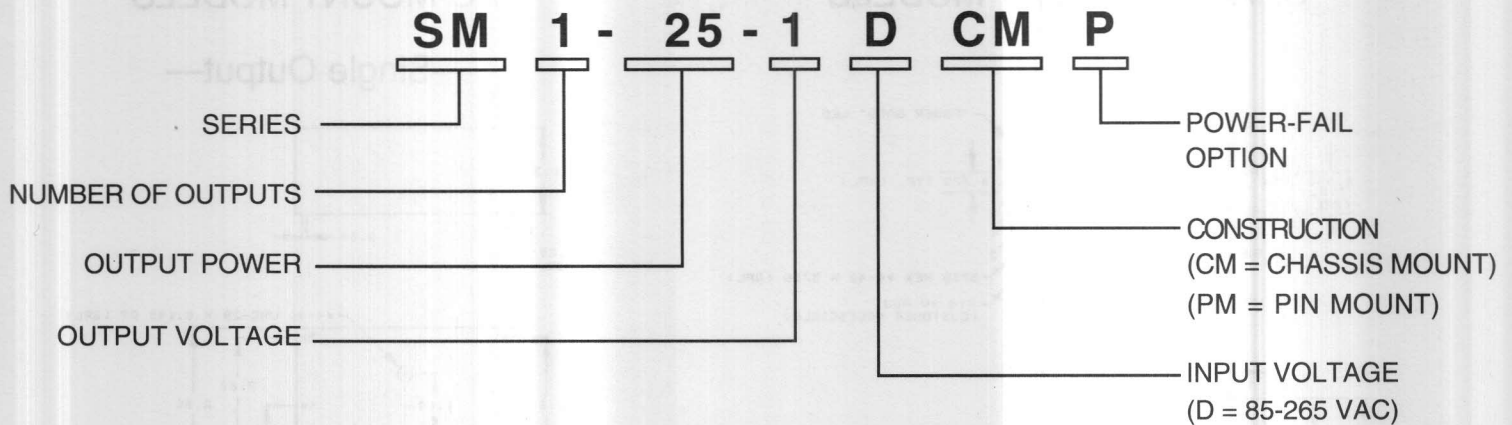 SM 1 - 25 - 1 D CM P
SERIES
NUMBER OF OUTPUTS
OUTPUT POWER
OUTPUT VOLTAGE
POWER-FAIL
OPTION
CONSTRUCTION
(CM = CHASSIS MOUNT)
(PM = PIN MOUNT)
INPUT VOLTAGE
(D = 85-265 VAC)